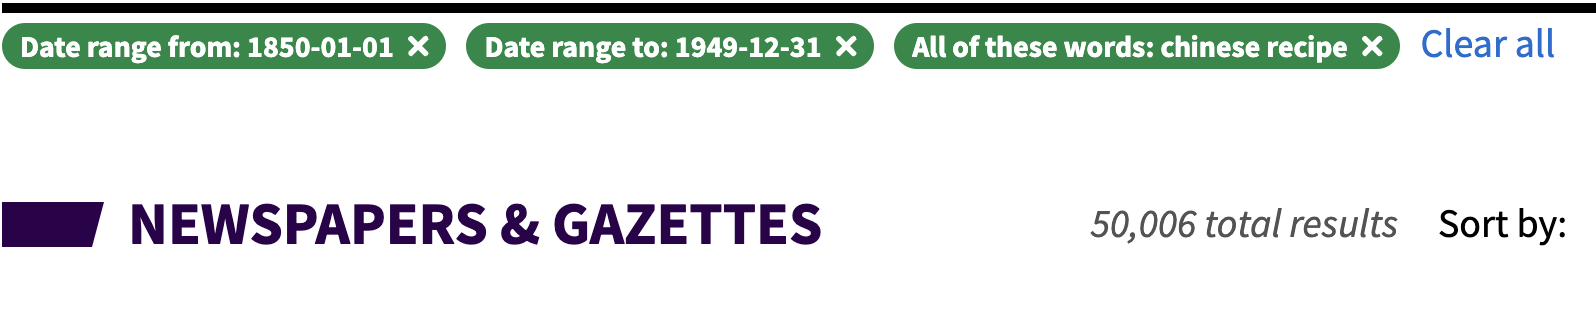 Date range from: 1850-01-01 ✕ Date range to: 1949-12-31 ✕ All of these words: chinese recipe ✕ Clear all
NEWSPAPERS & GAZETTES 50,006 total results Sort by: